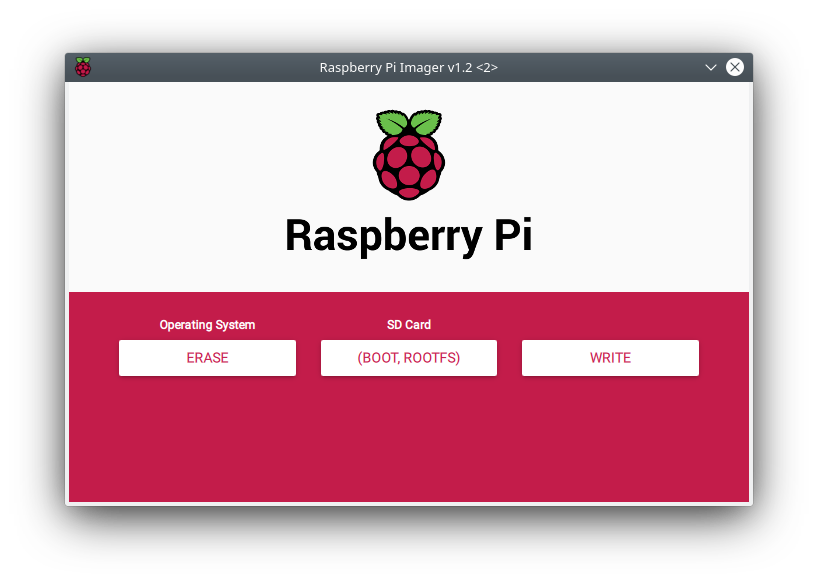 Raspberry Pi Imager v1.2 <2>
Raspberry Pi
Operating System
SD Card
ERASE
(BOOT, ROOTFS)
WRITE